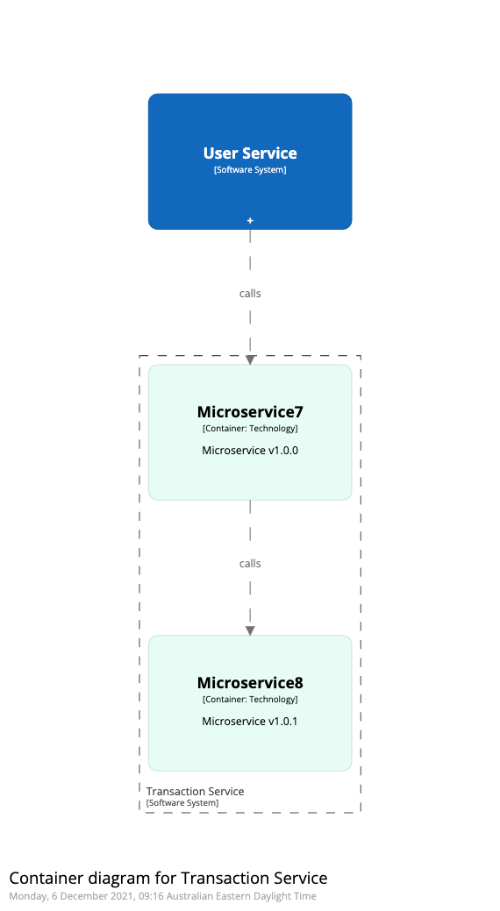 User Service
[Software System]
+
calls
Microservice7
[Container: Technology]
Microservice v1.0.0
calls
Microservice8
[Container: Technology]
Microservice v1.0.1
Transaction Service
[Software System]
Container diagram for Transaction Service
Monday, 6 December 2021, 09:16 Australian Eastern Daylight Time